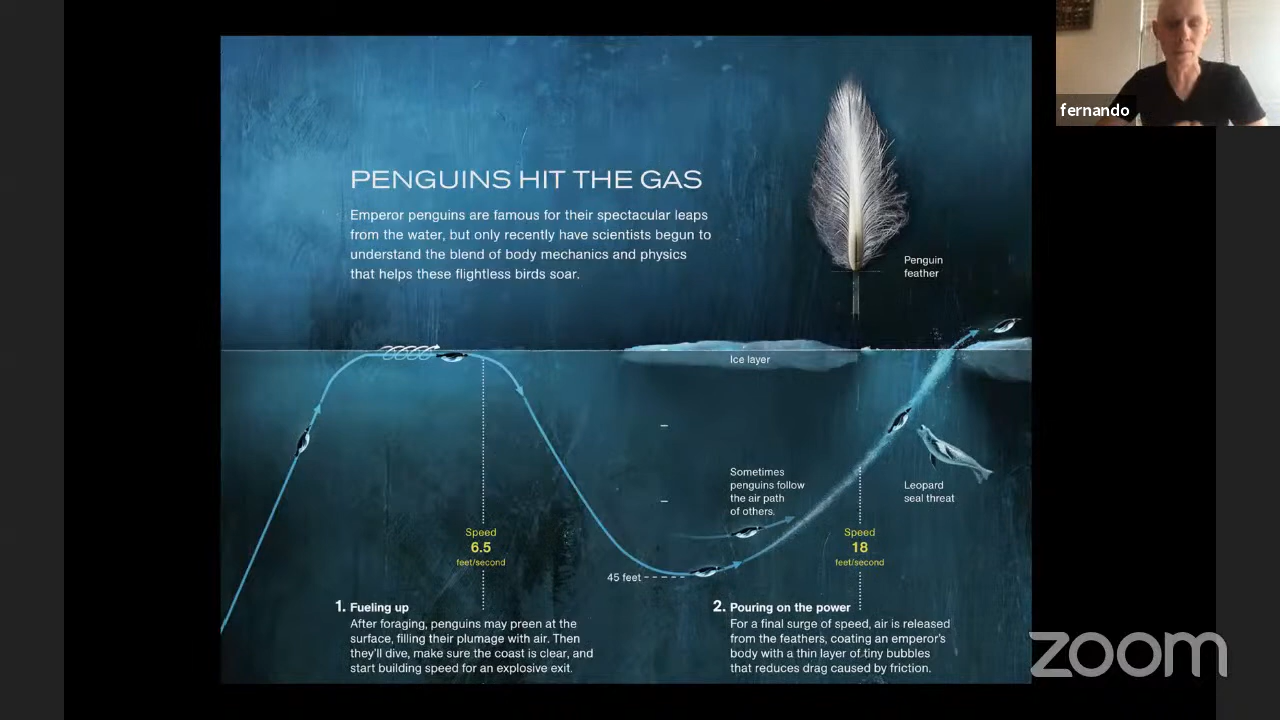 fernando
PENGUINS HIT THE GAS
Emperor penguins are famous for their spectacular leaps
from the water, but only recently have scientists begun to
understand the blend of body mechanics and physics
that helps these flightless birds soar.
Penguin
feather
Ice layer
Sometimes
penguins follow
the air path
of others.
Leopard
seal threat
Speed
6.5
feet/second
Speed
18
feet/second
45 feet
1. Fueling up
After foraging, penguins may preen at the
surface, filling their plumage with air. Then
they'll dive, make sure the coast is clear, and
start building speed for an explosive exit.
2. Pouring on the power
For a final surge of speed, air is released
from the feathers, coating an emperor's
body with a thin layer of tiny bubbles
that reduces drag caused by friction.
zoom